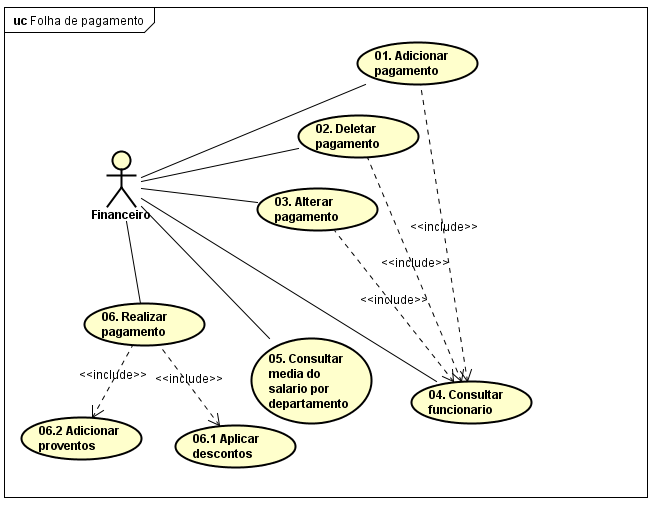 uc Folha de pagamento
01. Adicionar
pagamento
02. Deletar
pagamento
03. Alterar
pagamento
Financeiro
<<include>>
<<include>>
<<include>>
06. Realizar
pagamento
05. Consultar
media do
salario por
departamento
04. Consultar
funcionario
<<include>>
<<include>>
06.2 Adicionar
proventos
06.1 Aplicar
descontos